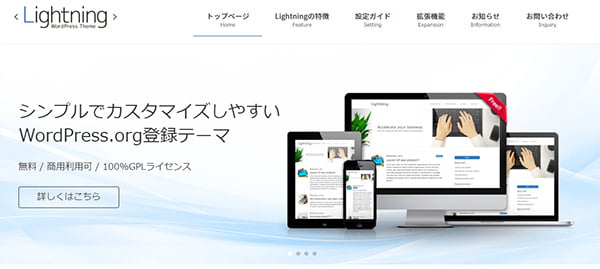 Lightning
WordPress Theme
トップページ
Home
Lightningの特徴
Feature
設定ガイド
Setting
拡張機能
Expansion
お知らせ
Information
お問い合わせ
Inquiry
シンプルでカスタマイズしやすい
WordPress.org登録テーマ
無料 / 商用利用可 / 100%GPLライセンス
詳しくはこちら
Free!!
Lightning
Accelerate your business